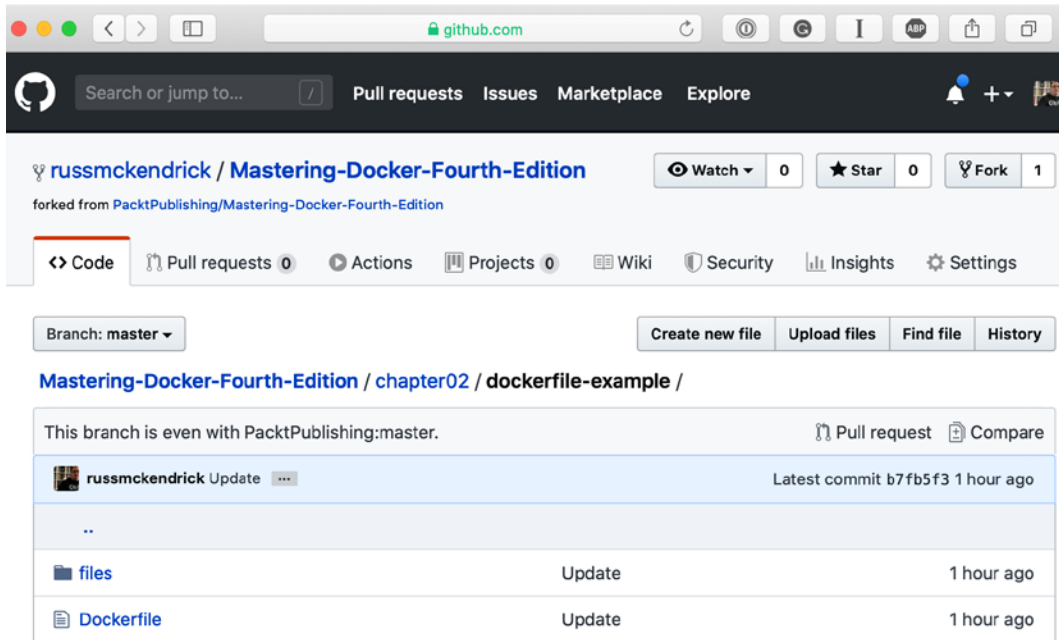 github.com ABP
Search or jump to... / Pull requests Issues Marketplace Explore
russmckendrick / Mastering-Docker-Fourth-Edition Watch 0 Star 0 Fork 1
forked from PacktPublishing/Mastering-Docker-Fourth-Edition
Code Pull requests 0 Actions Projects 0 Wiki Security Insights Settings
Branch: master Create new file Upload files Find file History
Mastering-Docker-Fourth-Edition / chapter02 / dockerfile-example /
This branch is even with PacktPublishing:master. Pull request Compare
russmckendrick Update ... Latest commit b7fb5f3 1 hour ago
..
files Update 1 hour ago
Dockerfile Update 1 hour ago